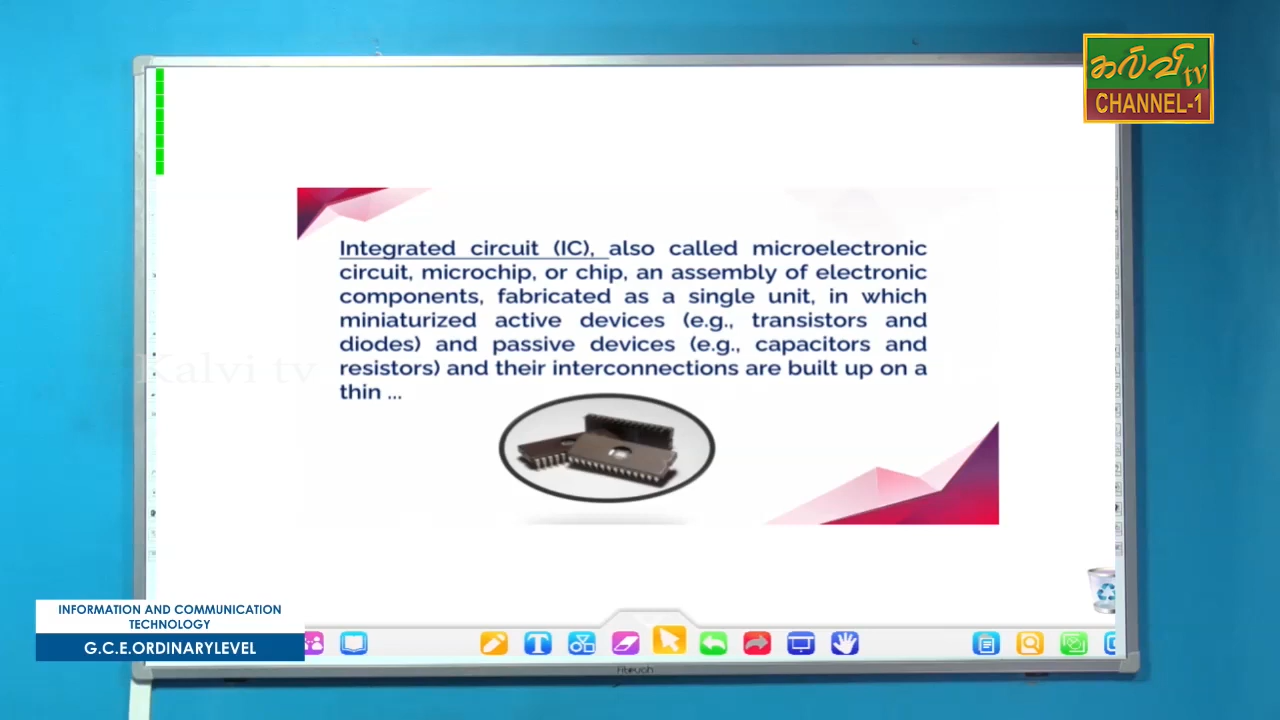 கல்வி tv
CHANNEL-1
Integrated circuit (IC), also called microelectronic
circuit, microchip, or chip, an assembly of electronic
components, fabricated as a single unit, in which
miniaturized active devices (e.g., transistors and
diodes) and passive devices (e.g., capacitors and
resistors) and their interconnections are built up on a
thin ...
Kalvi tv
INFORMATION AND COMMUNICATION
TECHNOLOGY
G.C.E.ORDINARYLEVEL
T